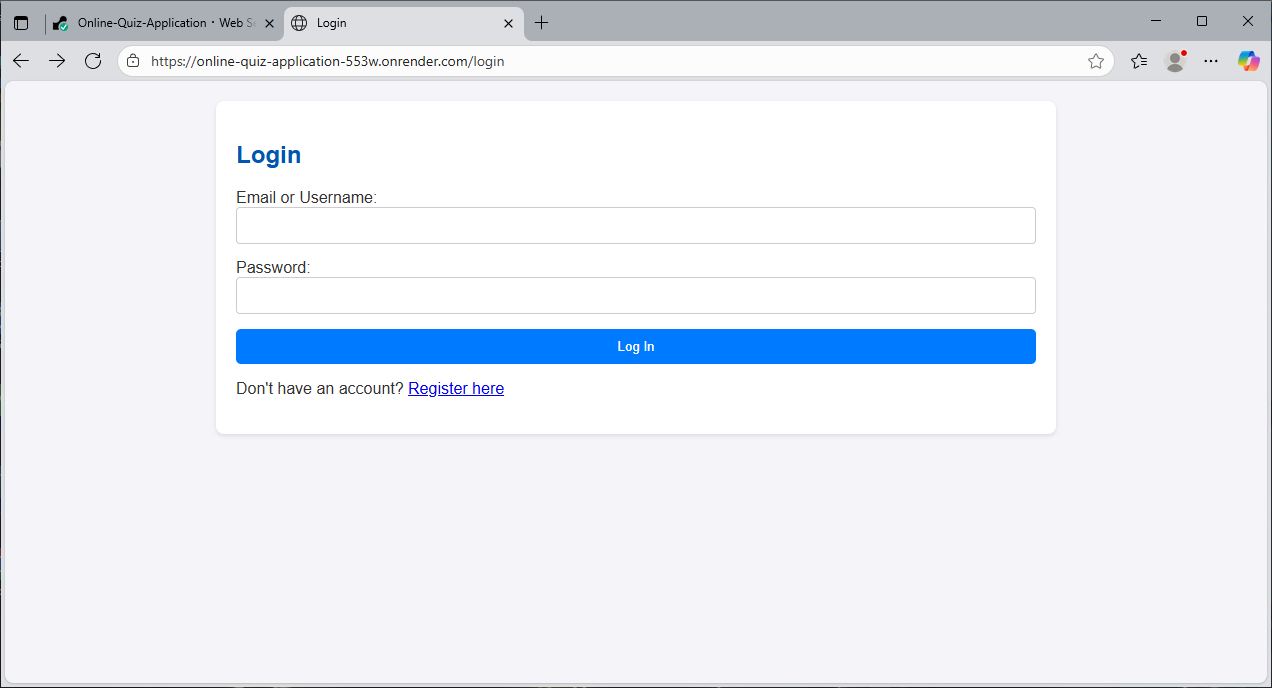 Online-Quiz-Application · Web
Login
https://online-quiz-application-553w.onrender.com/login
Login
Email or Username:
Password:
Log In
Don't have an account? Register here